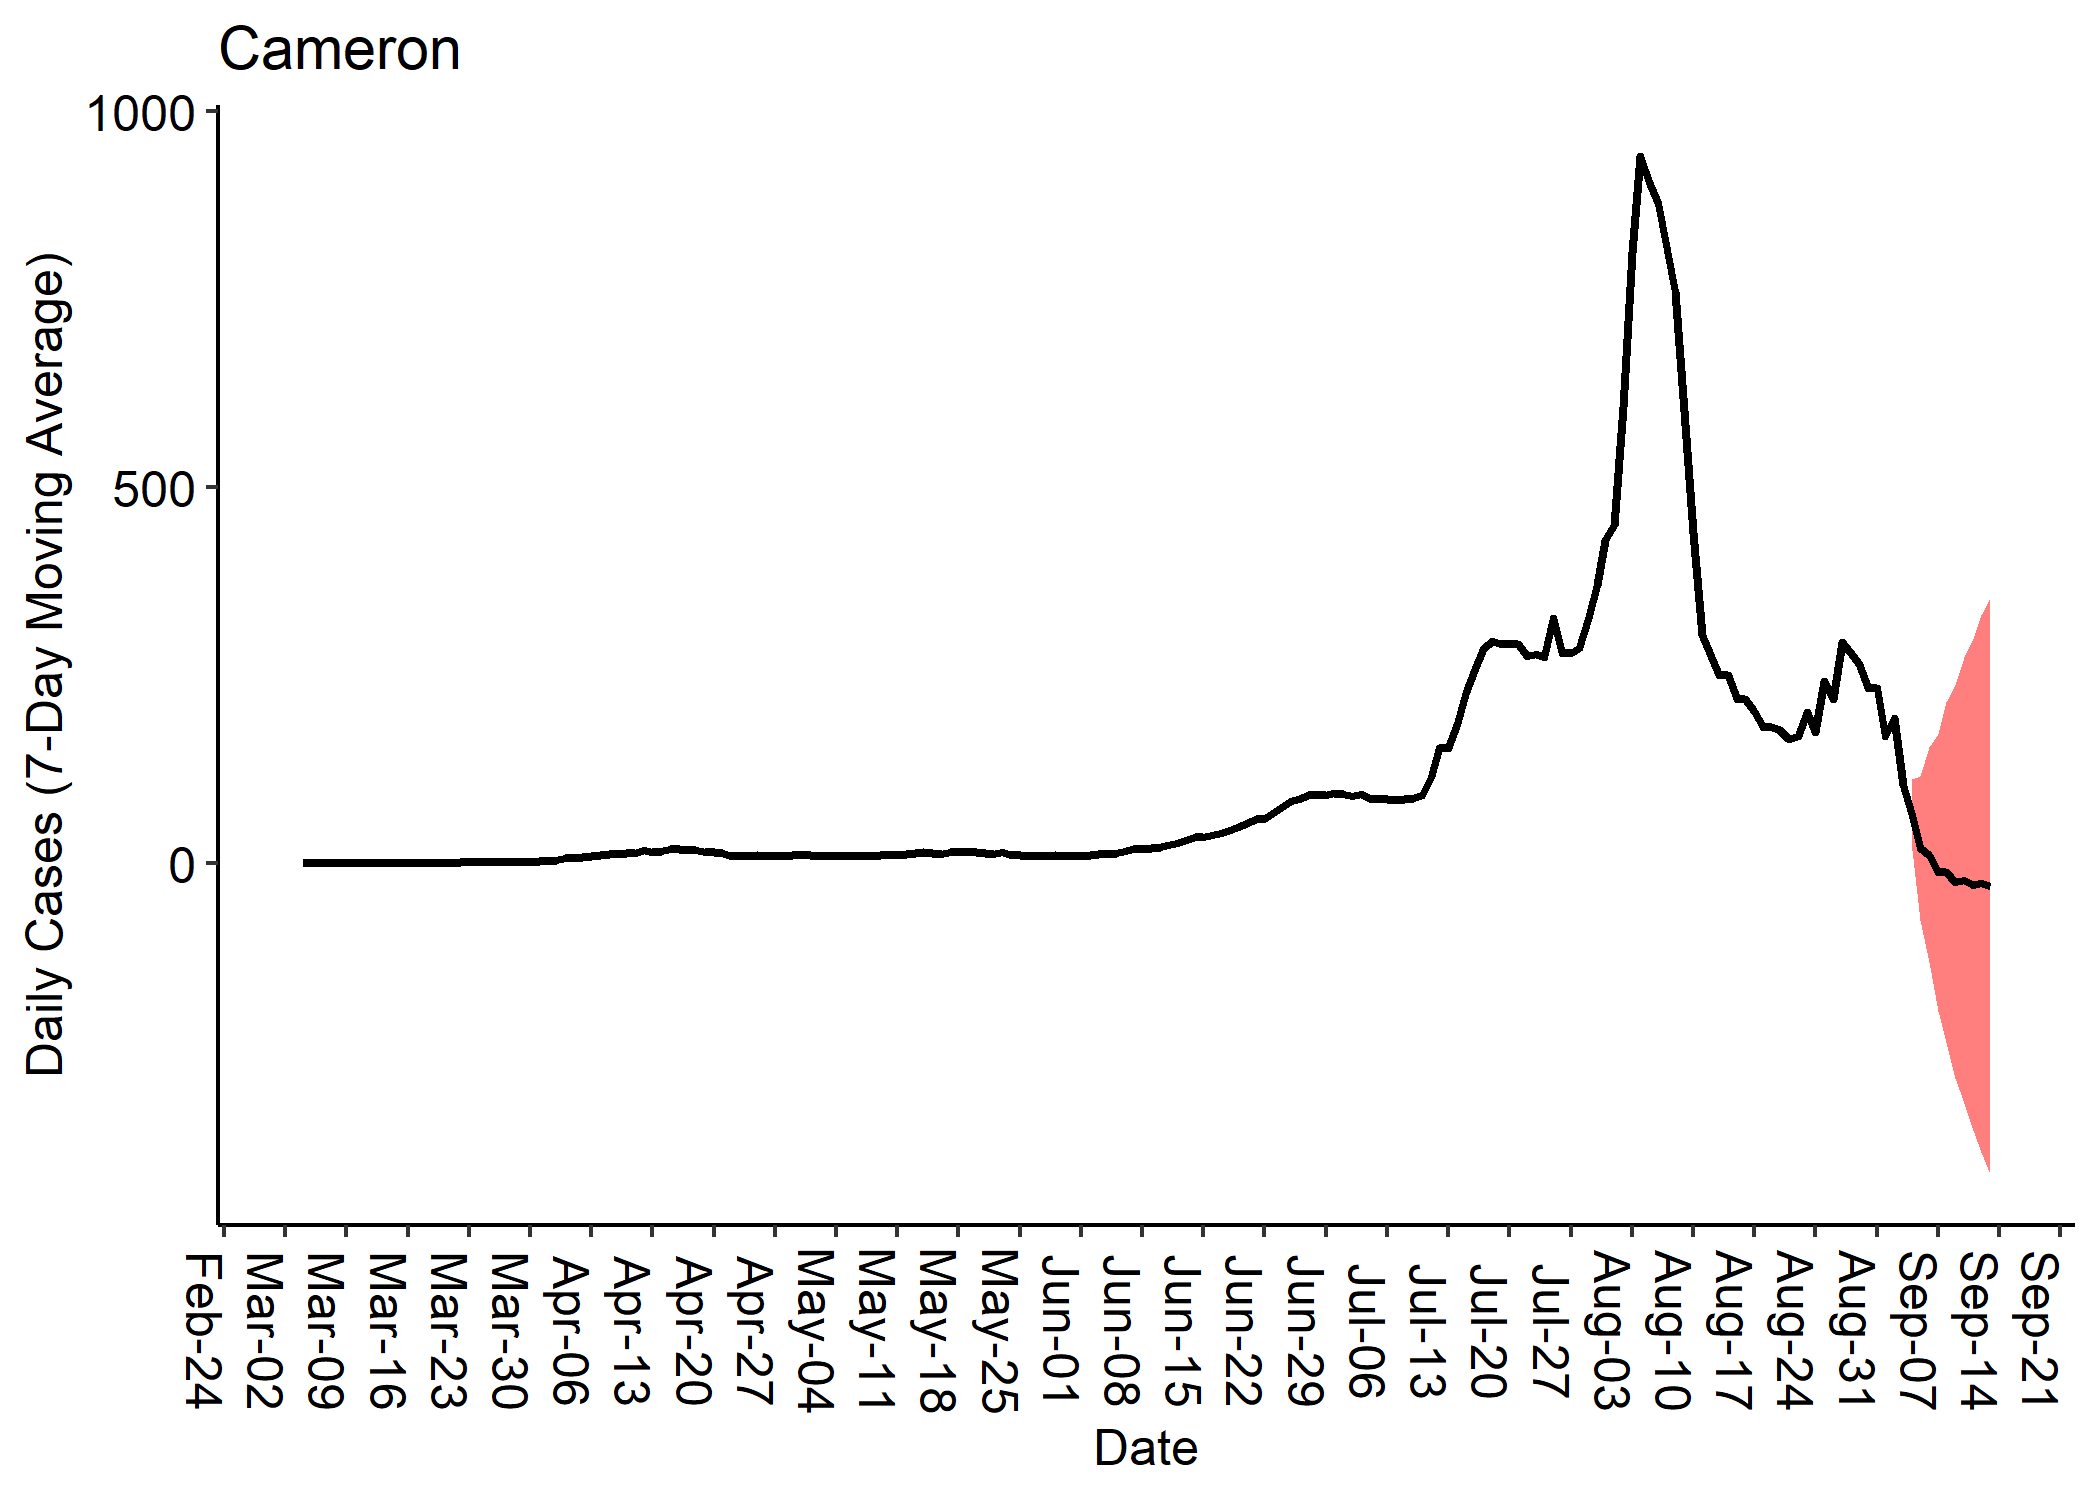 Cameron
1000
500
0
Daily Cases (7-Day Moving Average)
Feb-24
Mar-02
Mar-09
Mar-16
Mar-23
Mar-30
Apr-06
Apr-13
Apr-20
Apr-27
May-04
May-11
May-18
May-25
Jun-01
Jun-08
Jun-15
Jun-22
Jun-29
Jul-06
Jul-13
Jul-20
Jul-27
Aug-03
Aug-10
Aug-17
Aug-24
Aug-31
Sep-07
Sep-14
Sep-21
Date